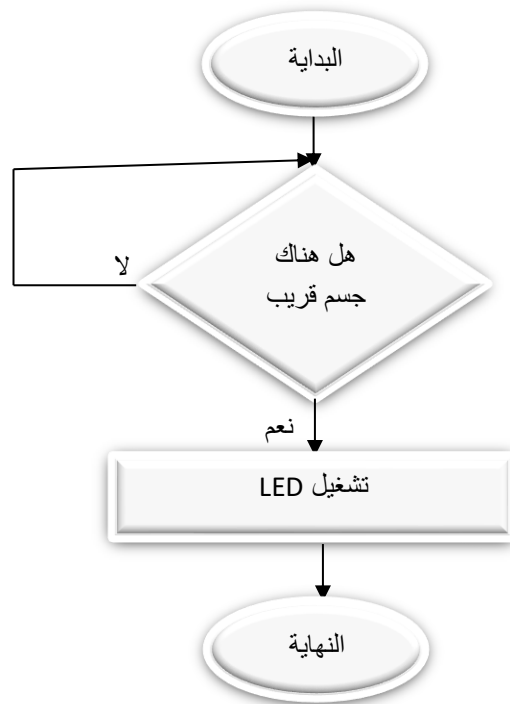 البداية
هل هناك
جسم قريب
لا
نعم
تشغيل LED
النهاية